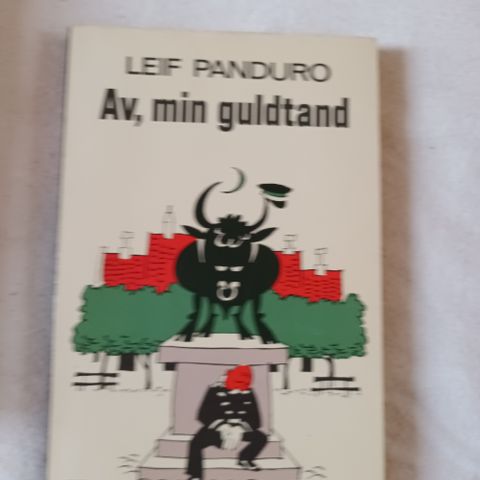 LEIF PANDURO
Av, min guldtand